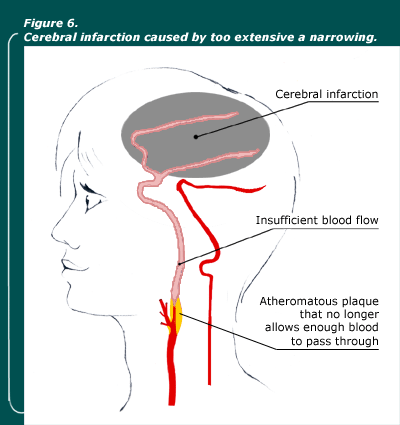 Figure 6.
Cerebral infarction caused by too extensive a narrowing.
Cerebral infarction
Insufficient blood flow
Atheromatous plaque
that no longer
allows enough blood
to pass through